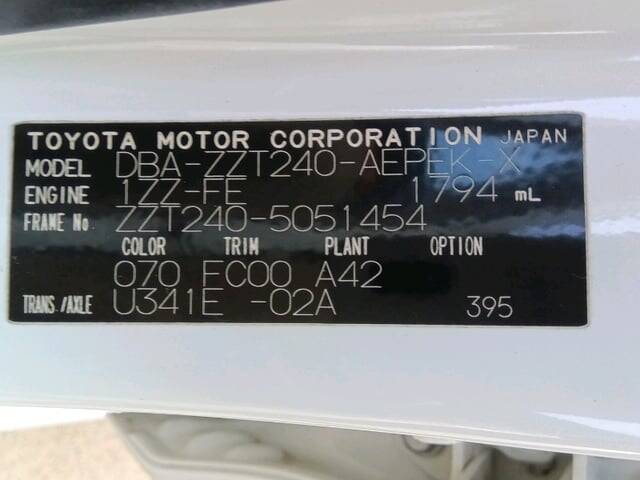 TOYOTA MOTOR CORPORATION JAPAN
MODEL DBA-ZZT240-AEPEK-X
ENGINE 1ZZ-FE 1794 mL
FRAME No ZZT240-5051454
COLOR TRIM PLANT OPTION
070 FC00 A42
TRANS./AXLE U341E -02A 395